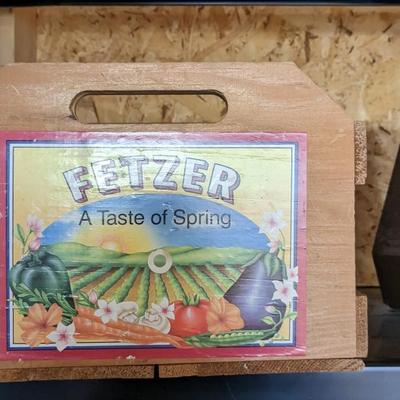 FETZER
A Taste of Spring